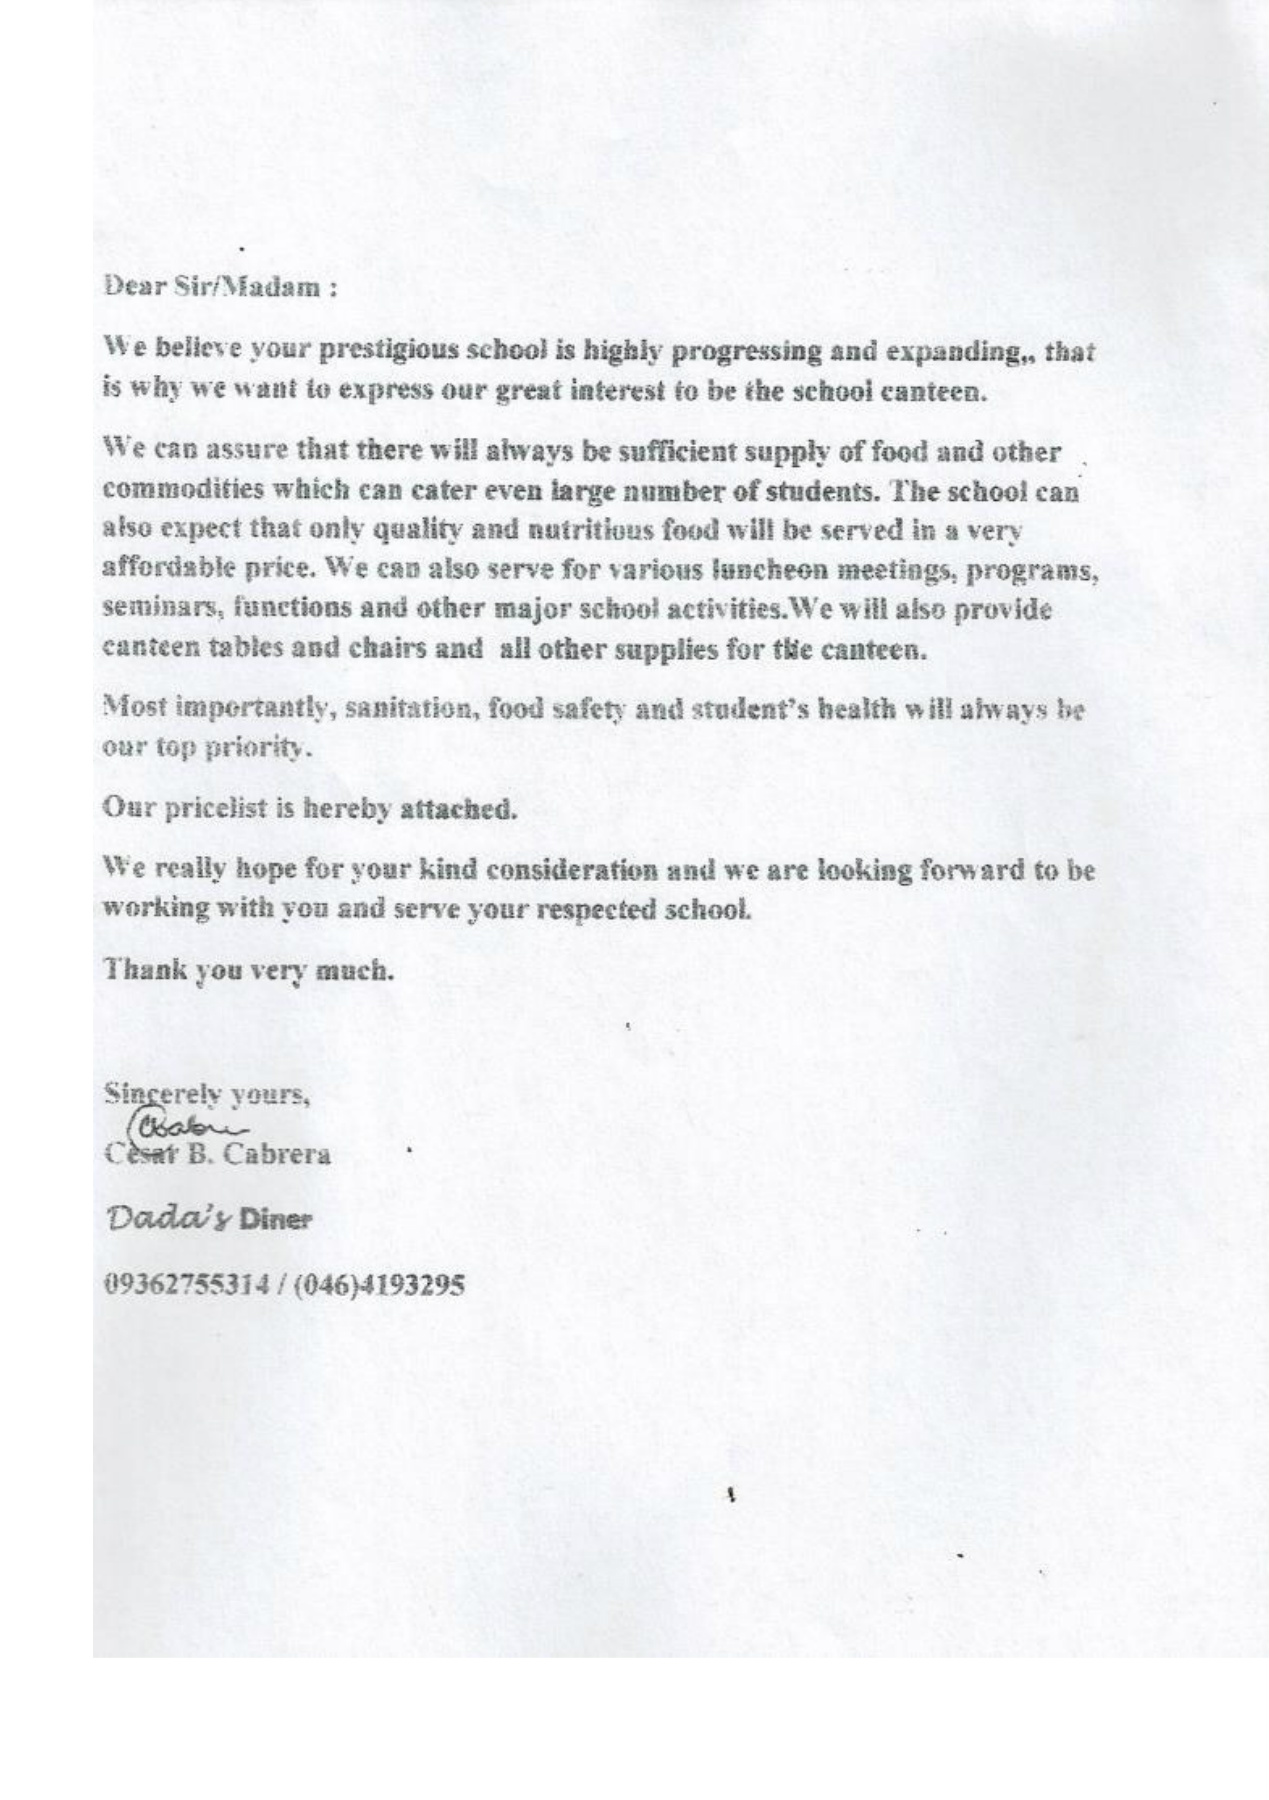 Dear Sir/Madam :
We believe your prestigious school is highly progressing and expanding,, that
is why we want to express our great interest to be the school canteen.
We can assure that there will always be sufficient supply of food and other
commodities which can cater even large number of students. The school can
also expect that only quality and nutritious food will be served in a very
affordable price. We can also serve for various luncheon meetings, programs,
seminars, functions and other major school activities.We will also provide
canteen tables and chairs and  all other supplies for the canteen.
Most importantly, sanitation, food safety and student's health will always be
our top priority.
Our pricelist is hereby attached.
We really hope for your kind consideration and we are looking forward to be
working with you and serve your respected school.
Thank you very much.
Sincerely yours,
Cesar B. Cabrera
Dada's Diner
09362755314 / (046)4193295